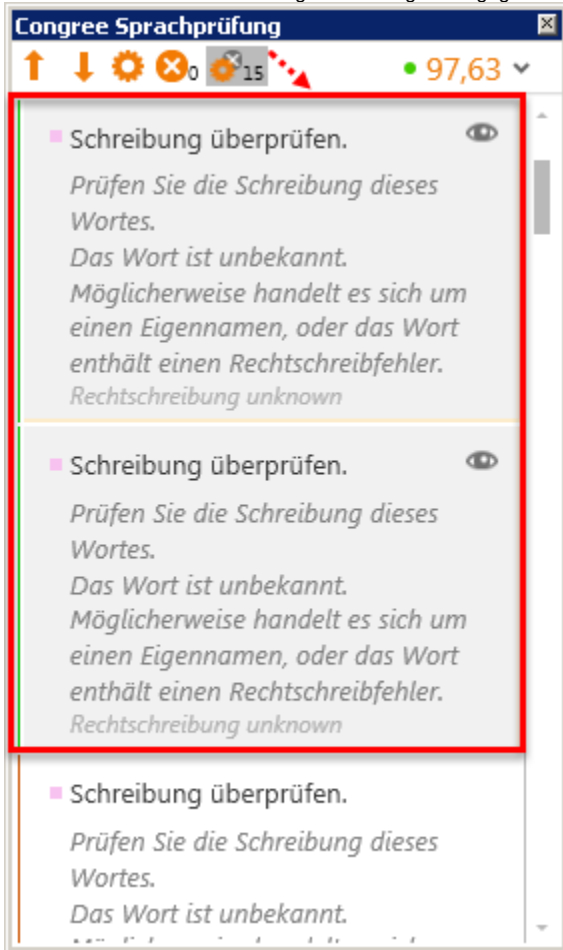 Congree Sprachprüfung
0 15 97,63
Schreibung überprüfen.
Prüfen Sie die Schreibung dieses
Wortes.
Das Wort ist unbekannt.
Möglicherweise handelt es sich um
einen Eigennamen, oder das Wort
enthält einen Rechtschreibfehler.
Rechtschreibung unknown
Schreibung überprüfen.
Prüfen Sie die Schreibung dieses
Wortes.
Das Wort ist unbekannt.
Möglicherweise handelt es sich um
einen Eigennamen, oder das Wort
enthält einen Rechtschreibfehler.
Rechtschreibung unknown
Schreibung überprüfen.
Prüfen Sie die Schreibung dieses
Wortes.
Das Wort ist unbekannt.